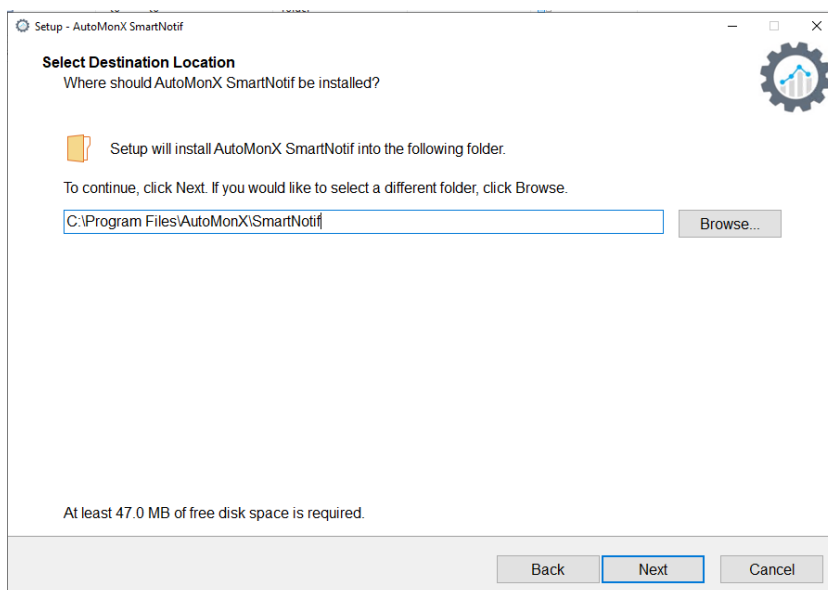 Setup - AutoMonX SmartNotif
Select Destination Location
Where should AutoMonX SmartNotif be installed?
Setup will install AutoMonX SmartNotif into the following folder.
To continue, click Next. If you would like to select a different folder, click Browse.
C:\Program Files\AutoMonX\SmartNotif
Browse...
At least 47.0 MB of free disk space is required.
Back
Next
Cancel